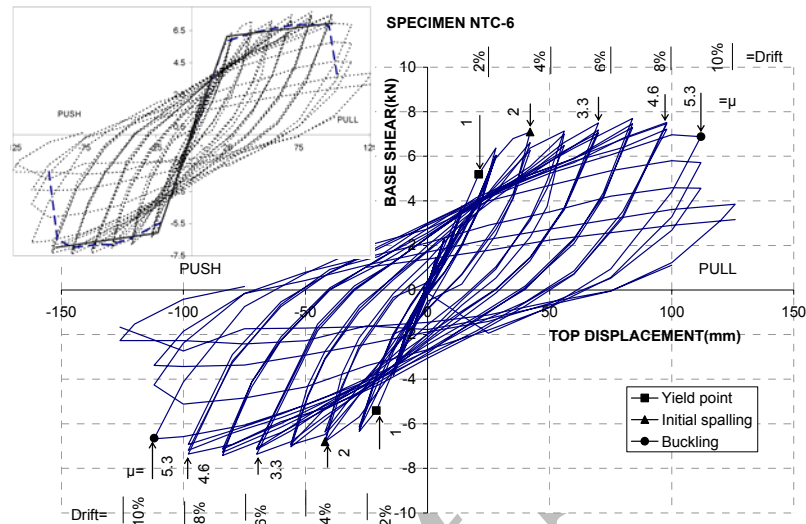 SPECIMEN NTC-6
2% 4% 6% 8% 10% =Drift
1 2 3.3 4.6 5.3 =μ
BASE SHEAR(kN)
10
8
6
4
2
0
-2
-4
-6
-8
-10
6.5
4.5
2.5
-5.5
-7.5
PUSH
PULL
75
PUSH
PULL
-150 -100 -50 0 50 100 150
TOP DISPLACEMENT(mm)
Yield point
Initial spalling
Buckling
μ= 5.3 4.6 3.3 2 1
Drift= 10% 8% 6% 4% 2%